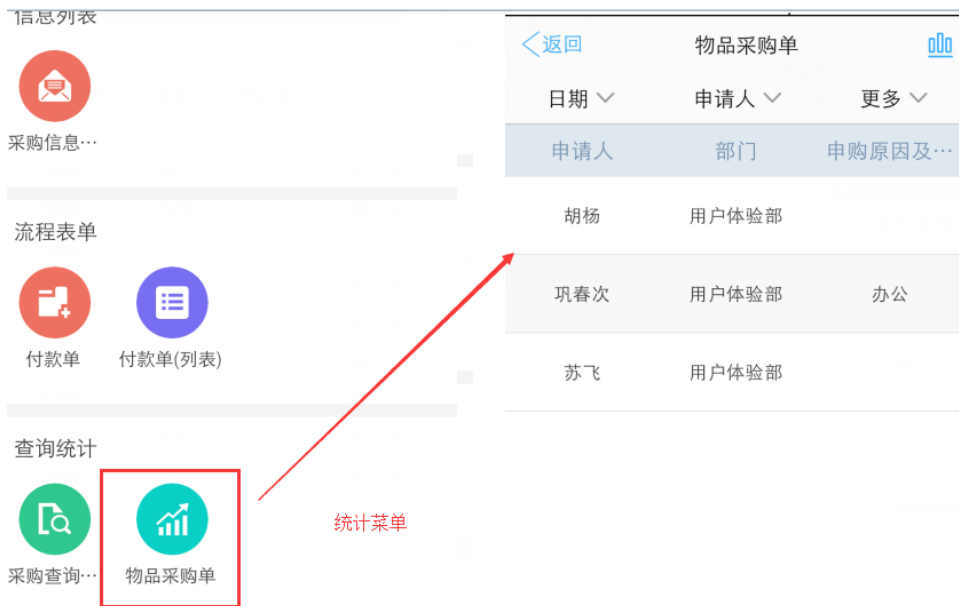 信息列表
采购信息…
流程表单
付款单
付款单(列表)
查询统计
采购查询…
物品采购单
统计菜单
返回
物品采购单
日期
申请人
更多
申请人
部门
申购原因及…
胡杨
用户体验部
巩春次
用户体验部
办公
苏飞
用户体验部